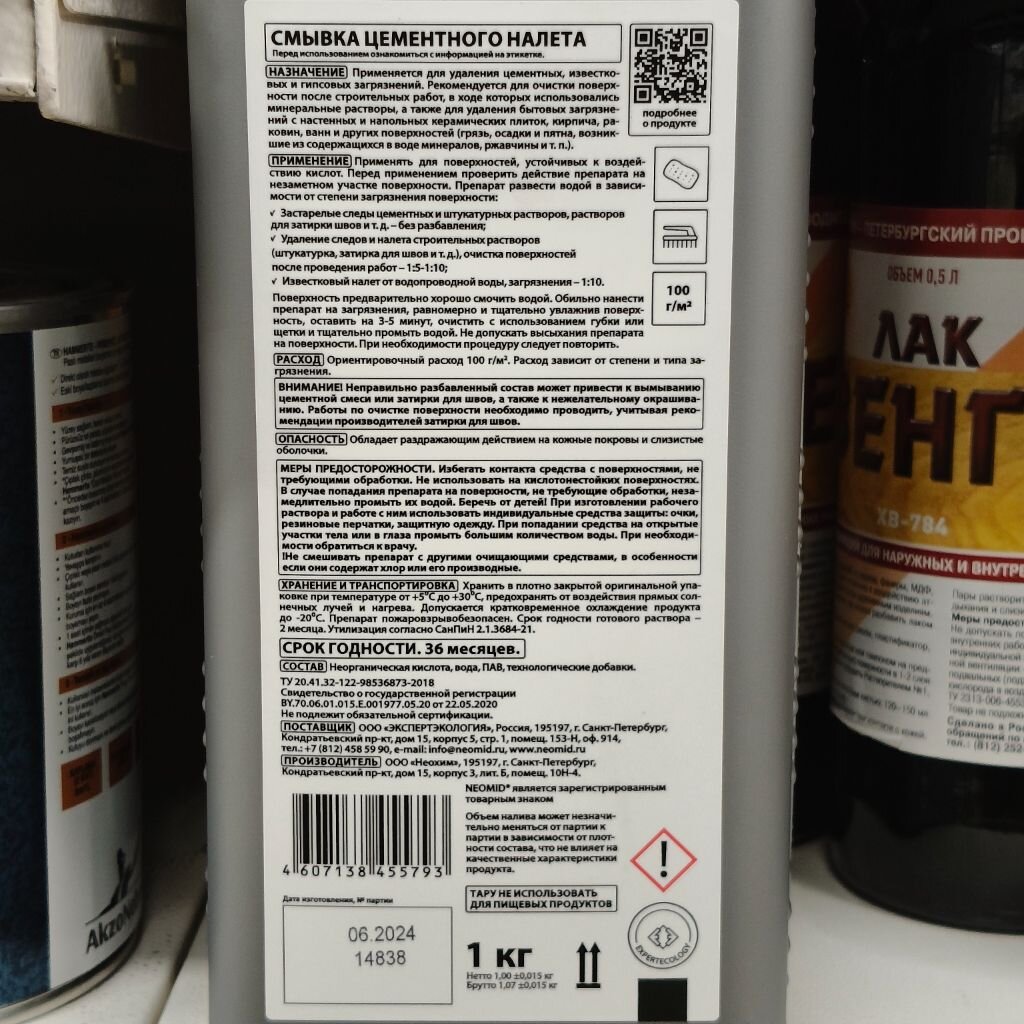 СМЫВКА ЦЕМЕНТНОГО НАЛЕТА
Перед использованием ознакомиться с информацией на этикетке.
подробнее
о продукте
НАЗНАЧЕНИЕ Применяется для удаления цементных, известко-
вых и гипсовых загрязнений. Рекомендуется для очистки поверх-
ности после строительных работ, в ходе которых использовались
минеральные растворы, а также для удаления бытовых загрязне-
ний с настенных и напольных керамических плиток, кирпича, ра-
ковин, ванн и других поверхностей (грязь, осадки и пятна, возник-
шие из содержащихся в воде минералов, ржавчины и т. п.).
ПРИМЕНЕНИЕ Применять для поверхностей, устойчивых к воздей-
ствию кислот. Перед применением проверить действие препарата на
незаметном участке поверхности. Препарат развести водой в зависи-
мости от степени загрязнения поверхности:
√ Застарелые следы цементных и штукатурных растворов, растворов
для затирки швов и т. д. – без разбавления;
√ Удаление следов и налета строительных растворов
(штукатурка, затирка для швов и т. д.), очистка поверхностей
после проведения работ – 1:5-1:10;
√ Известковый налет от водопроводной воды, загрязнения – 1:10.
100
г/м²
Поверхность предварительно хорошо смочить водой. Обильно нанести
препарат на загрязнения, равномерно и тщательно увлажнив поверх-
ность, оставить на 3-5 минут, очистить с использованием губки или
щетки и тщательно промыть водой. Не допускать высыхания препарата
на поверхности. При необходимости процедуру следует повторить.
РАСХОД Ориентировочный расход 100 г/м². Расход зависит от степени и типа за-
грязнения.
ВНИМАНИЕ! Неправильно разбавленный состав может привести к вымыванию
цементной смеси или затирки для швов, а также к нежелательному окрашива-
нию. Работы по очистке поверхности необходимо проводить, учитывая реко-
мендации производителей затирки для швов.
ОПАСНОСТЬ Обладает раздражающим действием на кожные покровы и слизистые
оболочки.
МЕРЫ ПРЕДОСТОРОЖНОСТИ. Избегать контакта средства с поверхностями, не
требующими обработки. Не использовать на кислотонестойких поверхностях.
В случае попадания препарата на поверхности, не требующие обработки, неза-
медлительно промыть их водой. Беречь от детей! При изготовлении рабочего
раствора и работе с ним использовать индивидуальные средства защиты: очки,
резиновые перчатки, защитную одежду. При попадании средства на открытые
участки тела или в глаза промыть большим количеством воды. При необходи-
мости обратиться к врачу.
!Не смешивать препарат с другими очищающими средствами, в особенности
если они содержат хлор или его производные.
ХРАНЕНИЕ И ТРАНСПОРТИРОВКА Хранить в плотно закрытой оригинальной упа-
ковке при температуре от +5°С до +30°С, предохранять от воздействия прямых сол-
нечных лучей и нагрева. Допускается кратковременное охлаждение продукта
до -20°С. Препарат пожаровзрывобезопасен. Срок годности готового раствора –
2 месяца. Утилизация согласно СанПиН 2.1.3684-21.
СРОК ГОДНОСТИ. 36 месяцев.
СОСТАВ Неорганическая кислота, вода, ПАВ, технологические добавки.
ТУ 20.41.32-122-98536873-2018
Свидетельство о государственной регистрации
BY.70.06.01.015.Е.001977.05.20 от 22.05.2020
Не подлежит обязательной сертификации.
ПОСТАВЩИК ООО «ЭКСПЕРТЭКОЛОГИЯ», Россия, 195197, г. Санкт-Петербург,
Кондратьевский пр-кт, дом 15, корпус 5, стр. 1, помещ. 153-Н, оф. 914,
тел.: +7 (812) 458 59 90, e-mail: info@neomid.ru, www.neomid.ru
ПРОИЗВОДИТЕЛЬ ООО «Неохим», 195197, г. Санкт-Петербург,
Кондратьевский пр-кт, дом 15, корпус 3, лит. Б, помещ. 10Н-4.
NEOMID® является зарегистрированным
товарным знаком
Объем налива может незначи-
тельно меняться от партии к
партии в зависимости от плот-
ности состава, что не влияет на
качественные характеристики
продукта.
4 607138 455793
ТАРУ НЕ ИСПОЛЬЗОВАТЬ
ДЛЯ ПИЩЕВЫХ ПРОДУКТОВ
Дата изготовления, № партии
06.2024
14838
1 кг
Нетто 1,00 ±0,015 кг
Брутто 1,07 ±0,015 кг
EXPERTECOLOGY
-ПЕТЕРБУРГСКИЙ ПРО
ОБЪЕМ 0,5 Л
ЛАК
ЕНГ
ХВ-784
ДЛЯ НАРУЖНЫХ И ВНУТРЕ